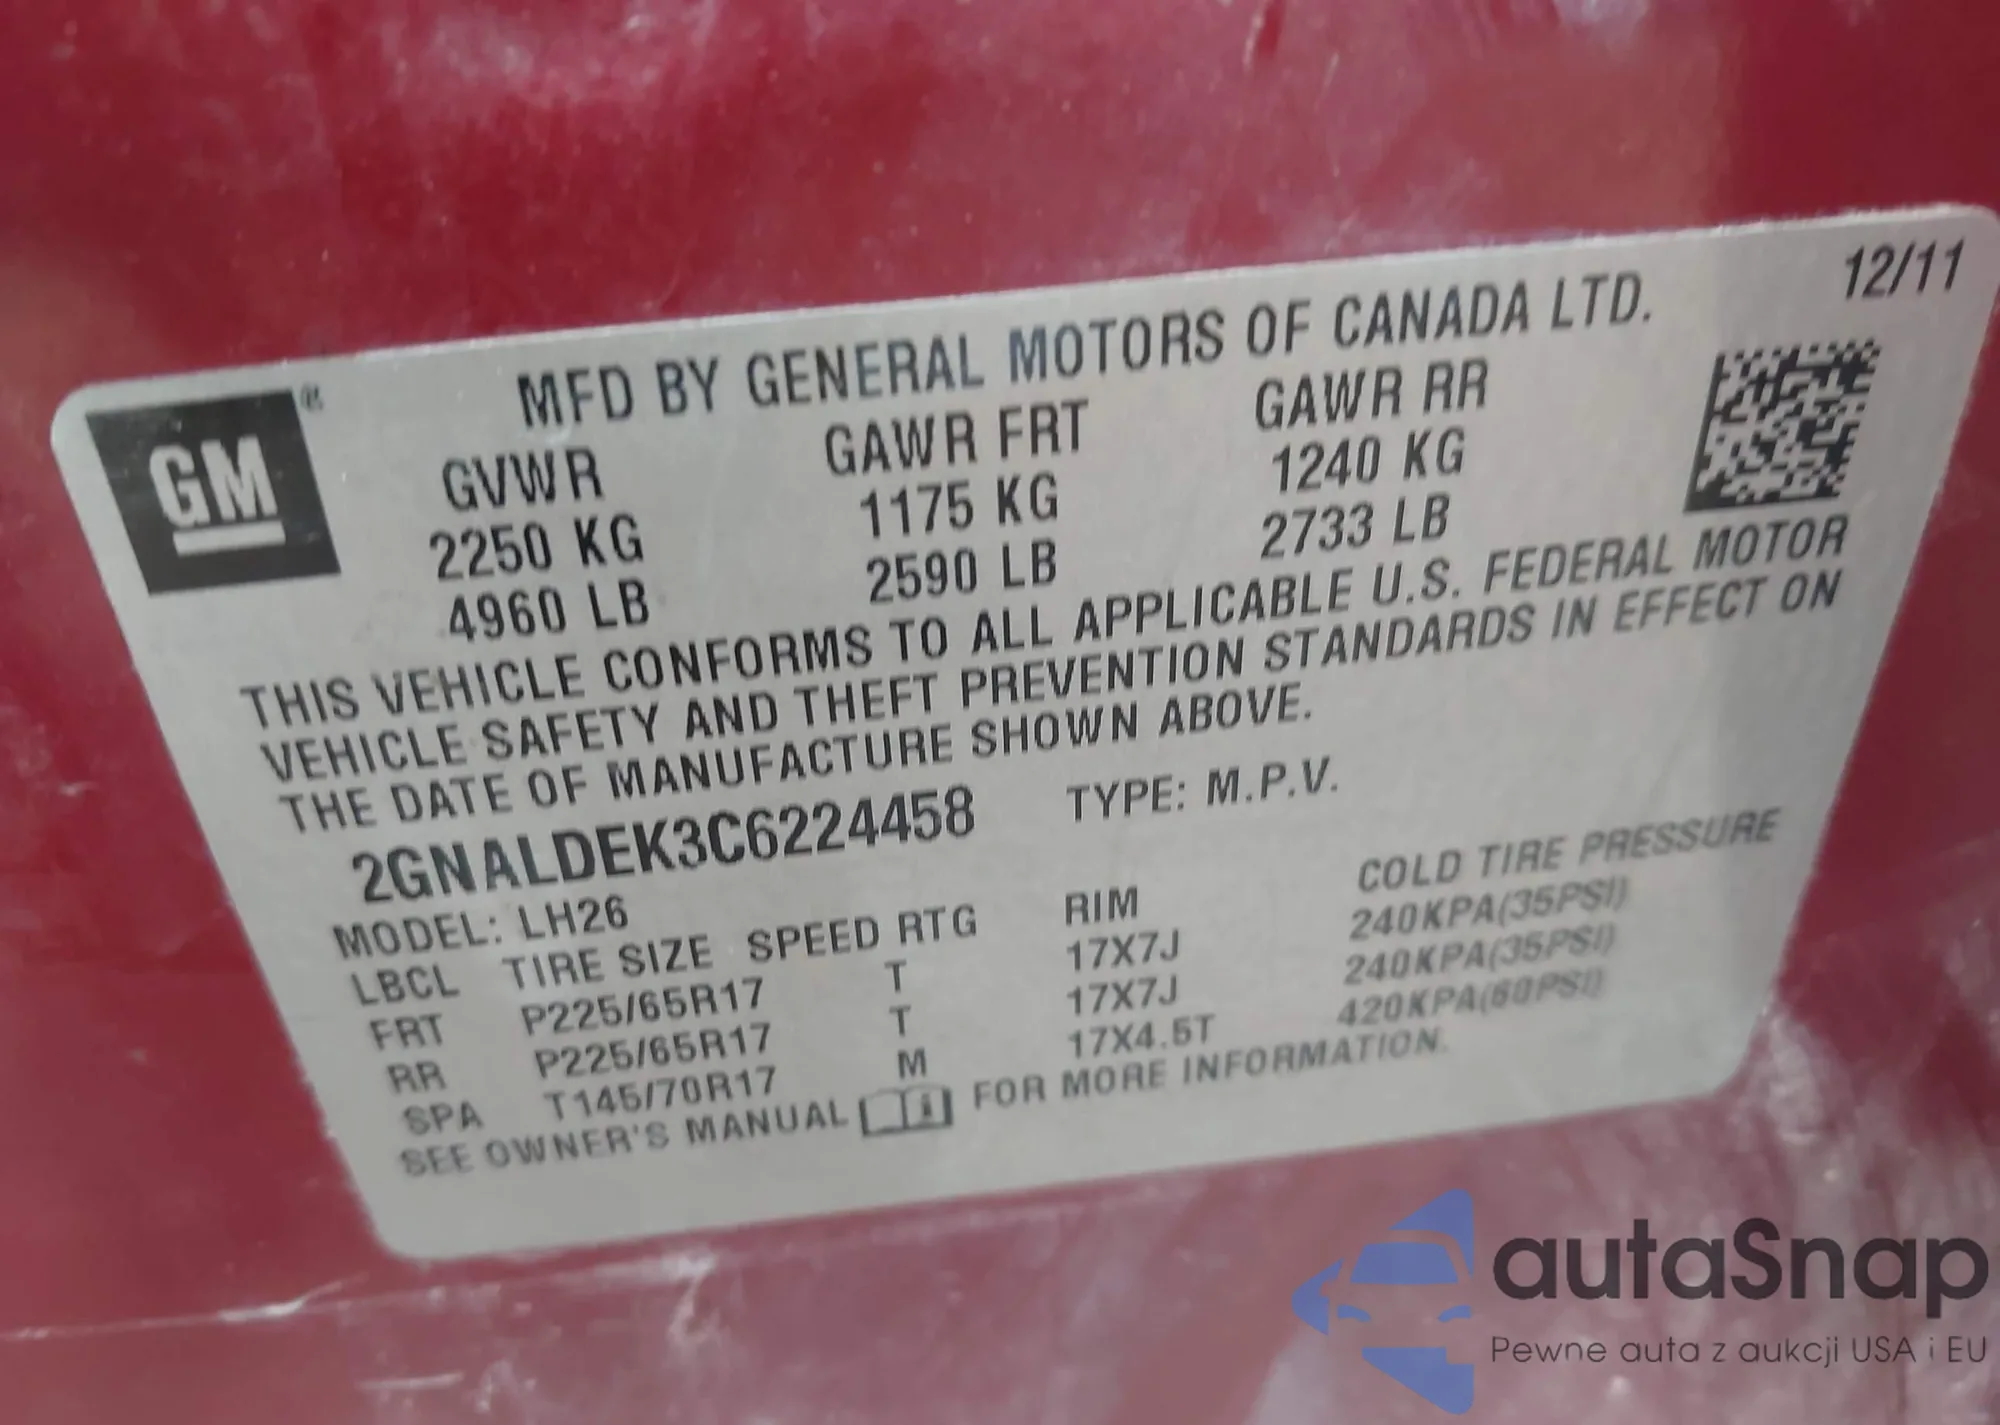 12/11
MFD BY GENERAL MOTORS OF CANADA LTD.
GM ®
GVWR GAWR FRT GAWR RR
2250 KG 1175 KG 1240 KG
4960 LB 2590 LB 2733 LB
THIS VEHICLE CONFORMS TO ALL APPLICABLE U.S. FEDERAL MOTOR
VEHICLE SAFETY AND THEFT PREVENTION STANDARDS IN EFFECT ON
THE DATE OF MANUFACTURE SHOWN ABOVE.
2GNALDEK3C6224458 TYPE: M.P.V.
MODEL: LH26
LBCL TIRE SIZE SPEED RTG RIM COLD TIRE PRESSURE
FRT P225/65R17 T 17X7J 240KPA(35PSI)
RR P225/65R17 T 17X7J 240KPA(35PSI)
SPA T145/70R17 M 17X4.5T 420KPA(60PSI)
SEE OWNER'S MANUAL FOR MORE INFORMATION.
autaSnap
Pewne auta z aukcji USA i EU